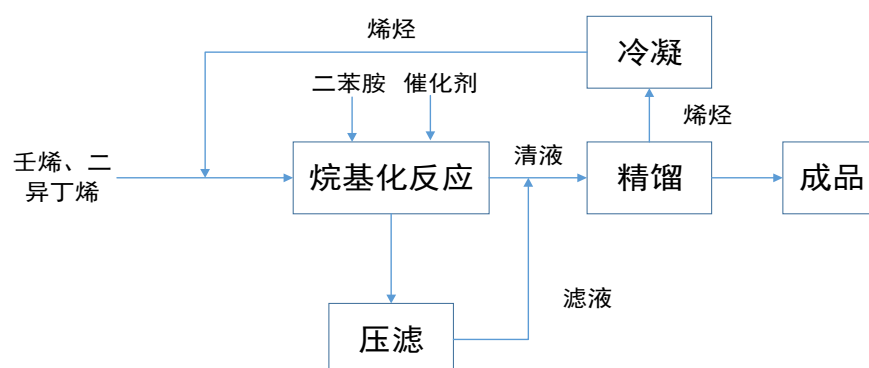 烯烃
冷凝
二苯胺
催化剂
烯烃
壬烯、二
异丁烯
烷基化反应
清液
精馏
成品
滤液
压滤